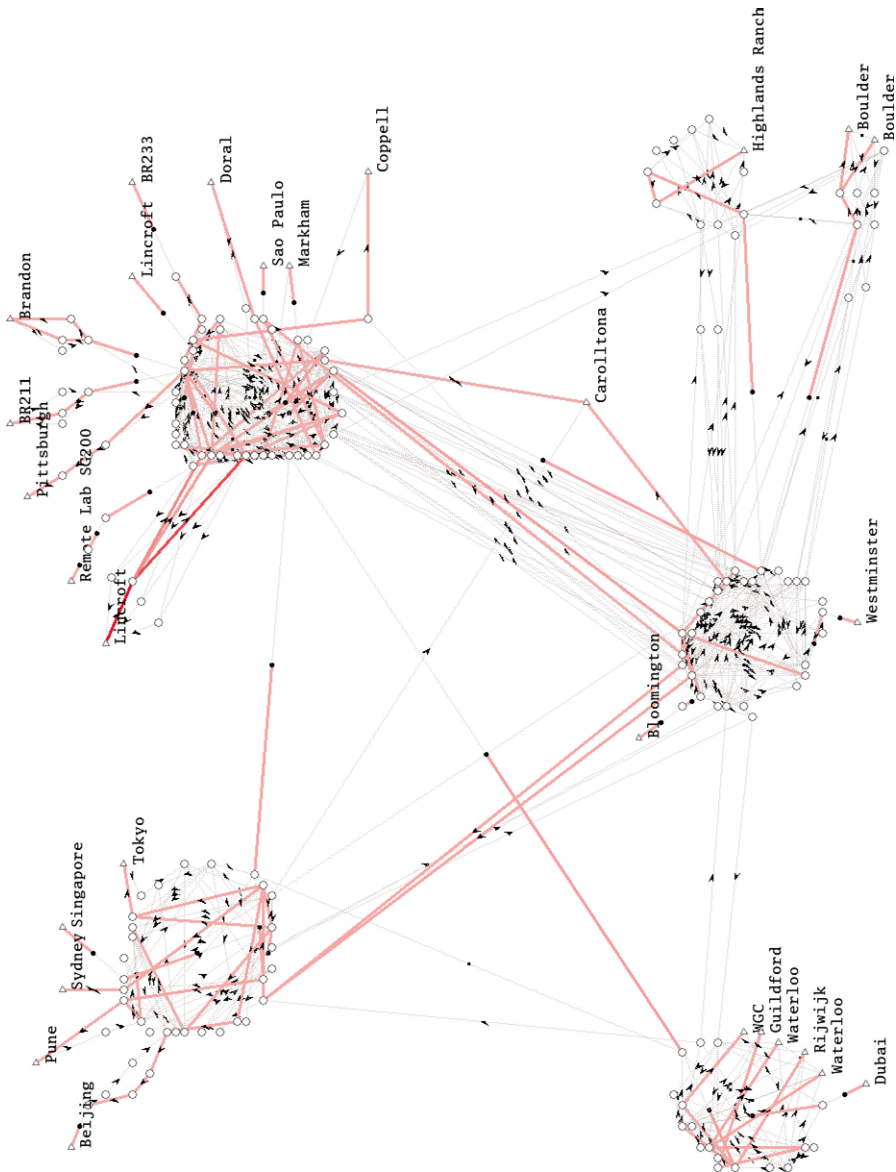 Beijing
Pune
Sydney Singapore
Tokyo
Lincroft
Remote Lab SG200
Pittsburgh
BR211
Brandon
Lincroft
BR233
Doral
Sao Paulo
Markham
Coppell
Carolltona
Bloomington
Westminster
Highlands Ranch
Boulder
Boulder
WGC
Guildford
Waterloo
Rijwijk
Waterloo
Dubai